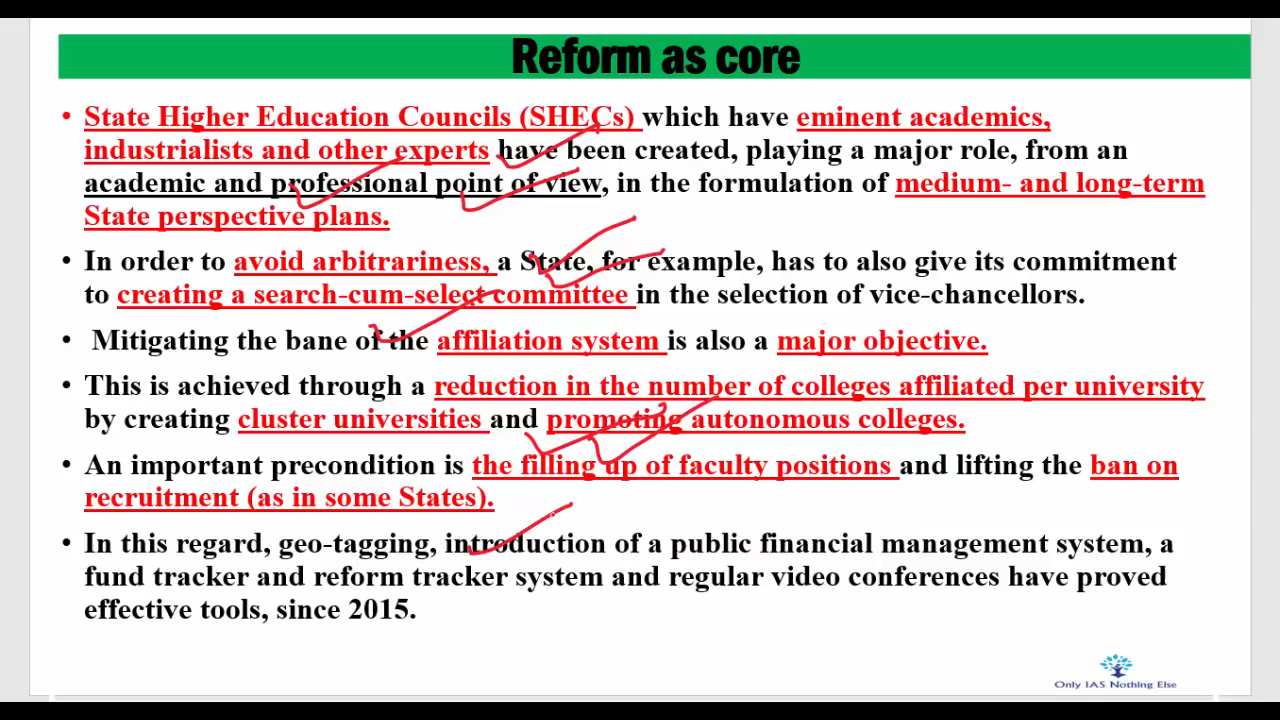 Reform as core
• State Higher Education Councils (SHECs) which have eminent academics,
industrialists and other experts have been created, playing a major role, from an
academic and professional point of view, in the formulation of medium- and long-term
State perspective plans.
• In order to avoid arbitrariness, a State, for example, has to also give its commitment
to creating a search-cum-select committee in the selection of vice-chancellors.
• Mitigating the bane of the affiliation system is also a major objective.
• This is achieved through a reduction in the number of colleges affiliated per university
by creating cluster universities and promoting autonomous colleges.
• An important precondition is the filling up of faculty positions and lifting the ban on
recruitment (as in some States).
• In this regard, geo-tagging, introduction of a public financial management system, a
fund tracker and reform tracker system and regular video conferences have proved
effective tools, since 2015.
Only IAS Nothing Else